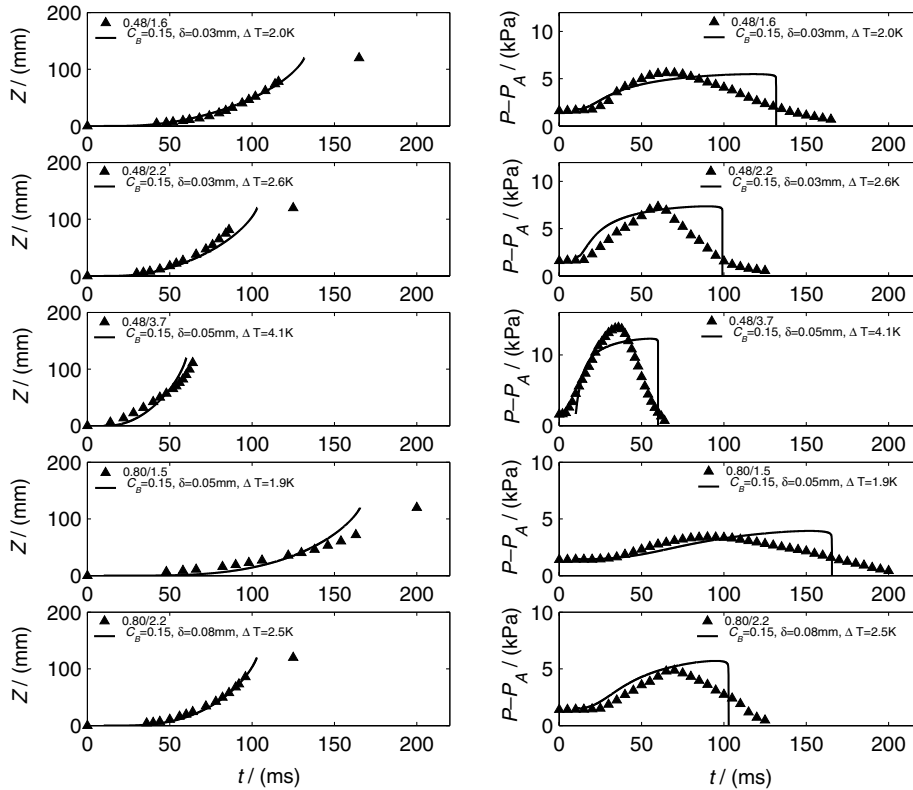 200
100
0
Z / (mm)
0.48/1.6
C_B=0.15, δ=0.03mm, Δ T=2.0K
0 50 100 150 200
10
5
0
P−P_A / (kPa)
0.48/1.6
C_B=0.15, δ=0.03mm, Δ T=2.0K
0 50 100 150 200
200
100
0
Z / (mm)
0.48/2.2
C_B=0.15, δ=0.03mm, Δ T=2.6K
0 50 100 150 200
10
5
0
P−P_A / (kPa)
0.48/2.2
C_B=0.15, δ=0.03mm, Δ T=2.6K
0 50 100 150 200
200
100
0
Z / (mm)
0.48/3.7
C_B=0.15, δ=0.05mm, Δ T=4.1K
0 50 100 150 200
10
0
P−P_A / (kPa)
0.48/3.7
C_B=0.15, δ=0.05mm, Δ T=4.1K
0 50 100 150 200
200
100
0
Z / (mm)
0.80/1.5
C_B=0.15, δ=0.05mm, Δ T=1.9K
0 50 100 150 200
10
5
0
P−P_A / (kPa)
0.80/1.5
C_B=0.15, δ=0.05mm, Δ T=1.9K
0 50 100 150 200
200
100
0
Z / (mm)
0.80/2.2
C_B=0.15, δ=0.08mm, Δ T=2.5K
0 50 100 150 200
t / (ms)
10
5
0
P−P_A / (kPa)
0.80/2.2
C_B=0.15, δ=0.08mm, Δ T=2.5K
0 50 100 150 200
t / (ms)